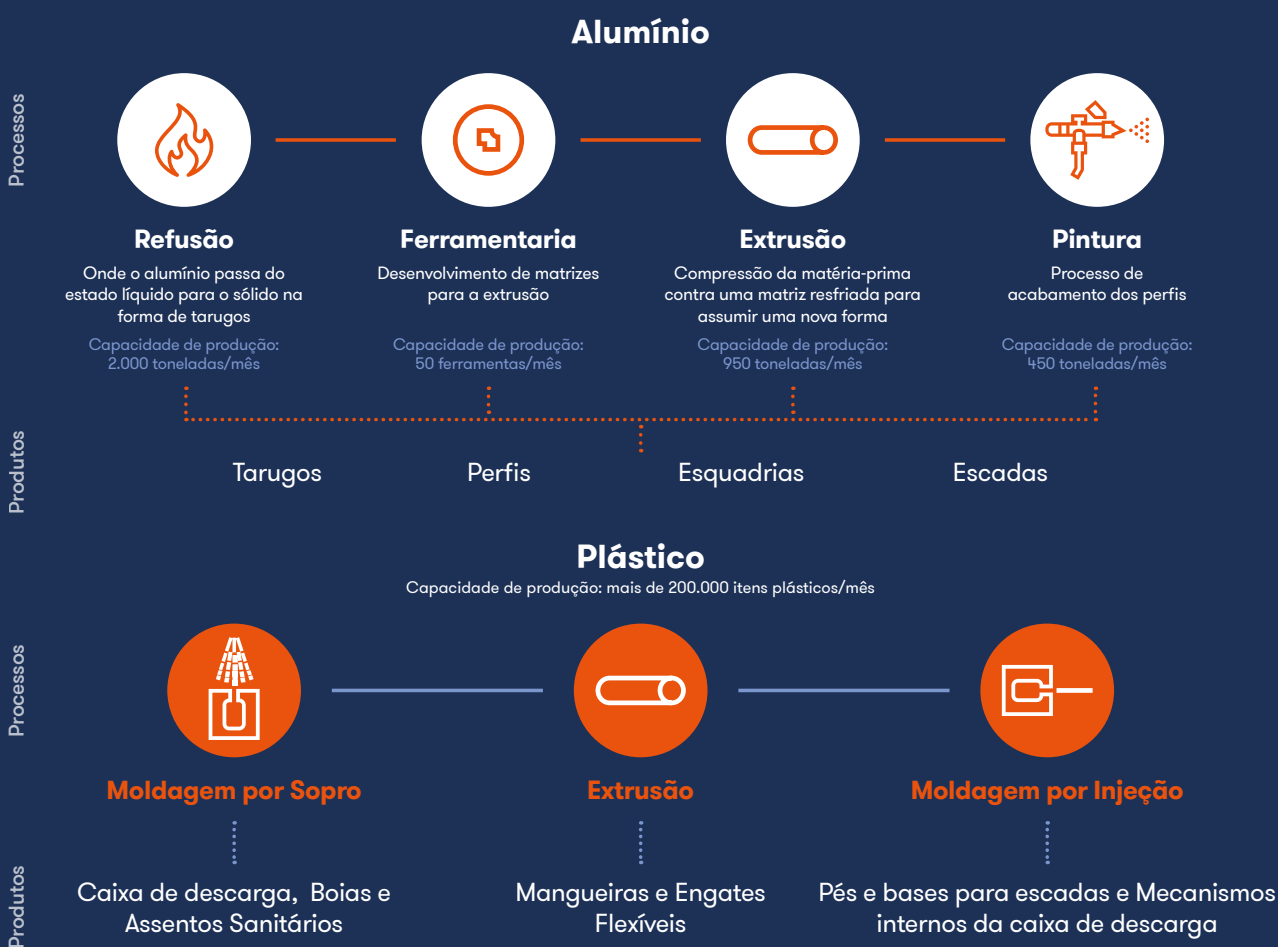 Alumínio
Processos
Refusão
Onde o alumínio passa do
estado líquido para o sólido na
forma de tarugos
Capacidade de produção:
2.000 toneladas/mês
Ferramentaria
Desenvolvimento de matrizes
para a extrusão
Capacidade de produção:
50 ferramentas/mês
Extrusão
Compressão da matéria-prima
contra uma matriz resfriada para
assumir uma nova forma
Capacidade de produção:
950 toneladas/mês
Pintura
Processo de
acabamento dos perfis
Capacidade de produção:
450 toneladas/mês
Produtos
Tarugos
Perfis
Esquadrias
Escadas
Plástico
Capacidade de produção: mais de 200.000 itens plásticos/mês
Processos
Moldagem por Sopro
Extrusão
Moldagem por Injeção
Produtos
Caixa de descarga, Boias e
Assentos Sanitários
Mangueiras e Engates
Flexíveis
Pés e bases para escadas e Mecanismos
internos da caixa de descarga